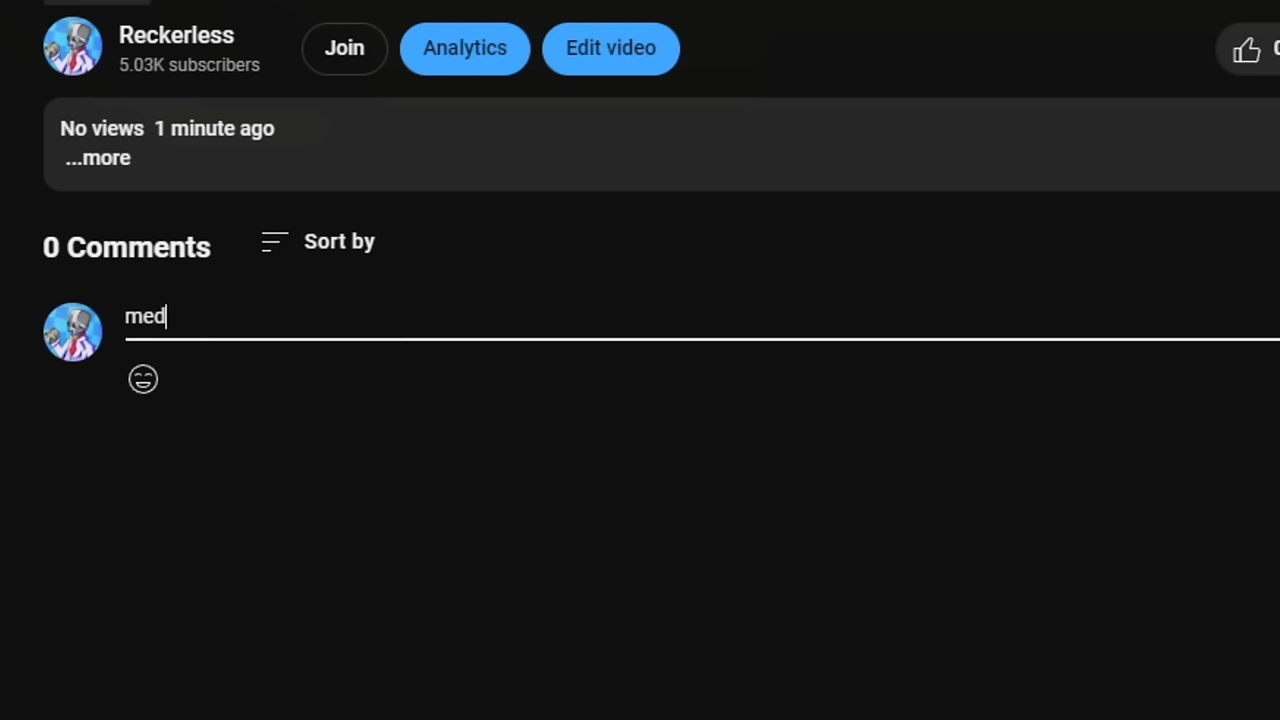 Reckerless
5.03K subscribers
Join
Analytics
Edit video
0
No views 1 minute ago
...more
0 Comments
Sort by
med